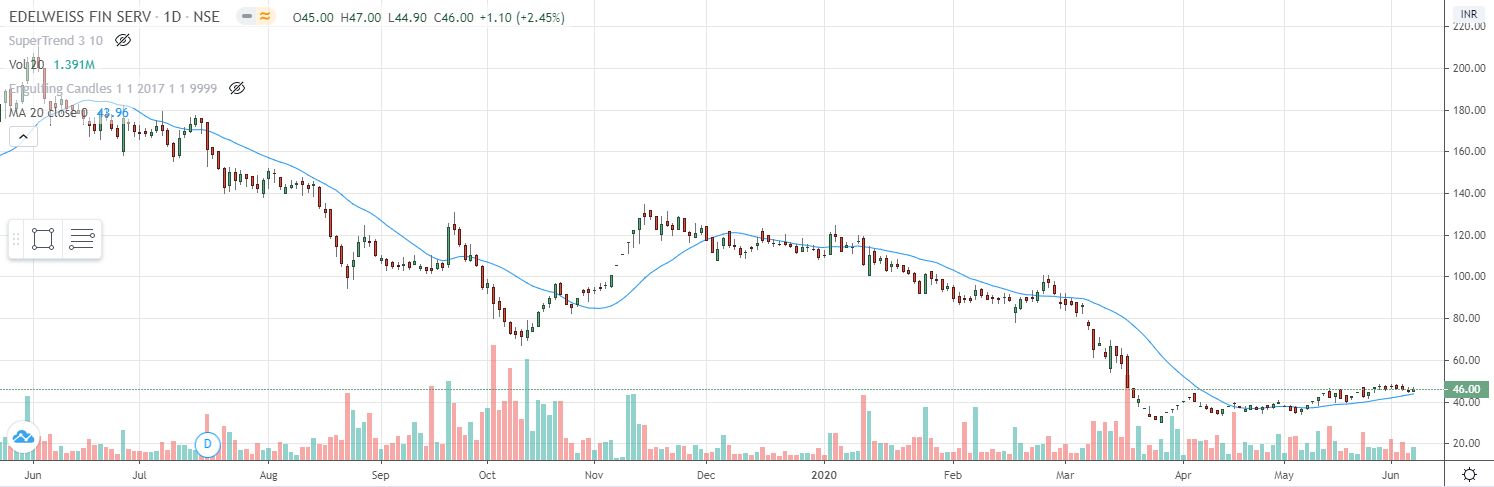 EDELWEISS FIN SERV · 1D · NSE O45.00 H47.00 L44.90 C46.00 +1.10 (+2.45%)
SuperTrend 3 10
Vol 20 1.391M
Engulfing Candles 1 1 2017 1 1 9999
MA 20 close 0 43.96
INR
220.00
200.00
180.00
160.00
140.00
120.00
100.00
80.00
60.00
46.00
40.00
20.00
D
Jun Jul Aug Sep Oct Nov Dec 2020 Feb Mar Apr May Jun